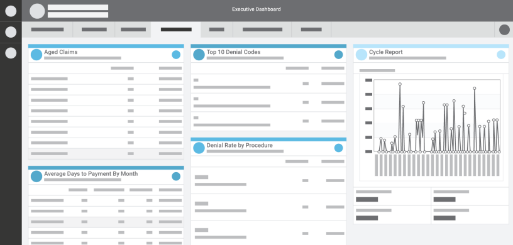 Executive Dashboard
Aged Claims
Top 10 Denial Codes
Cycle Report
Denial Rate by Procedure
Average Days to Payment By Month